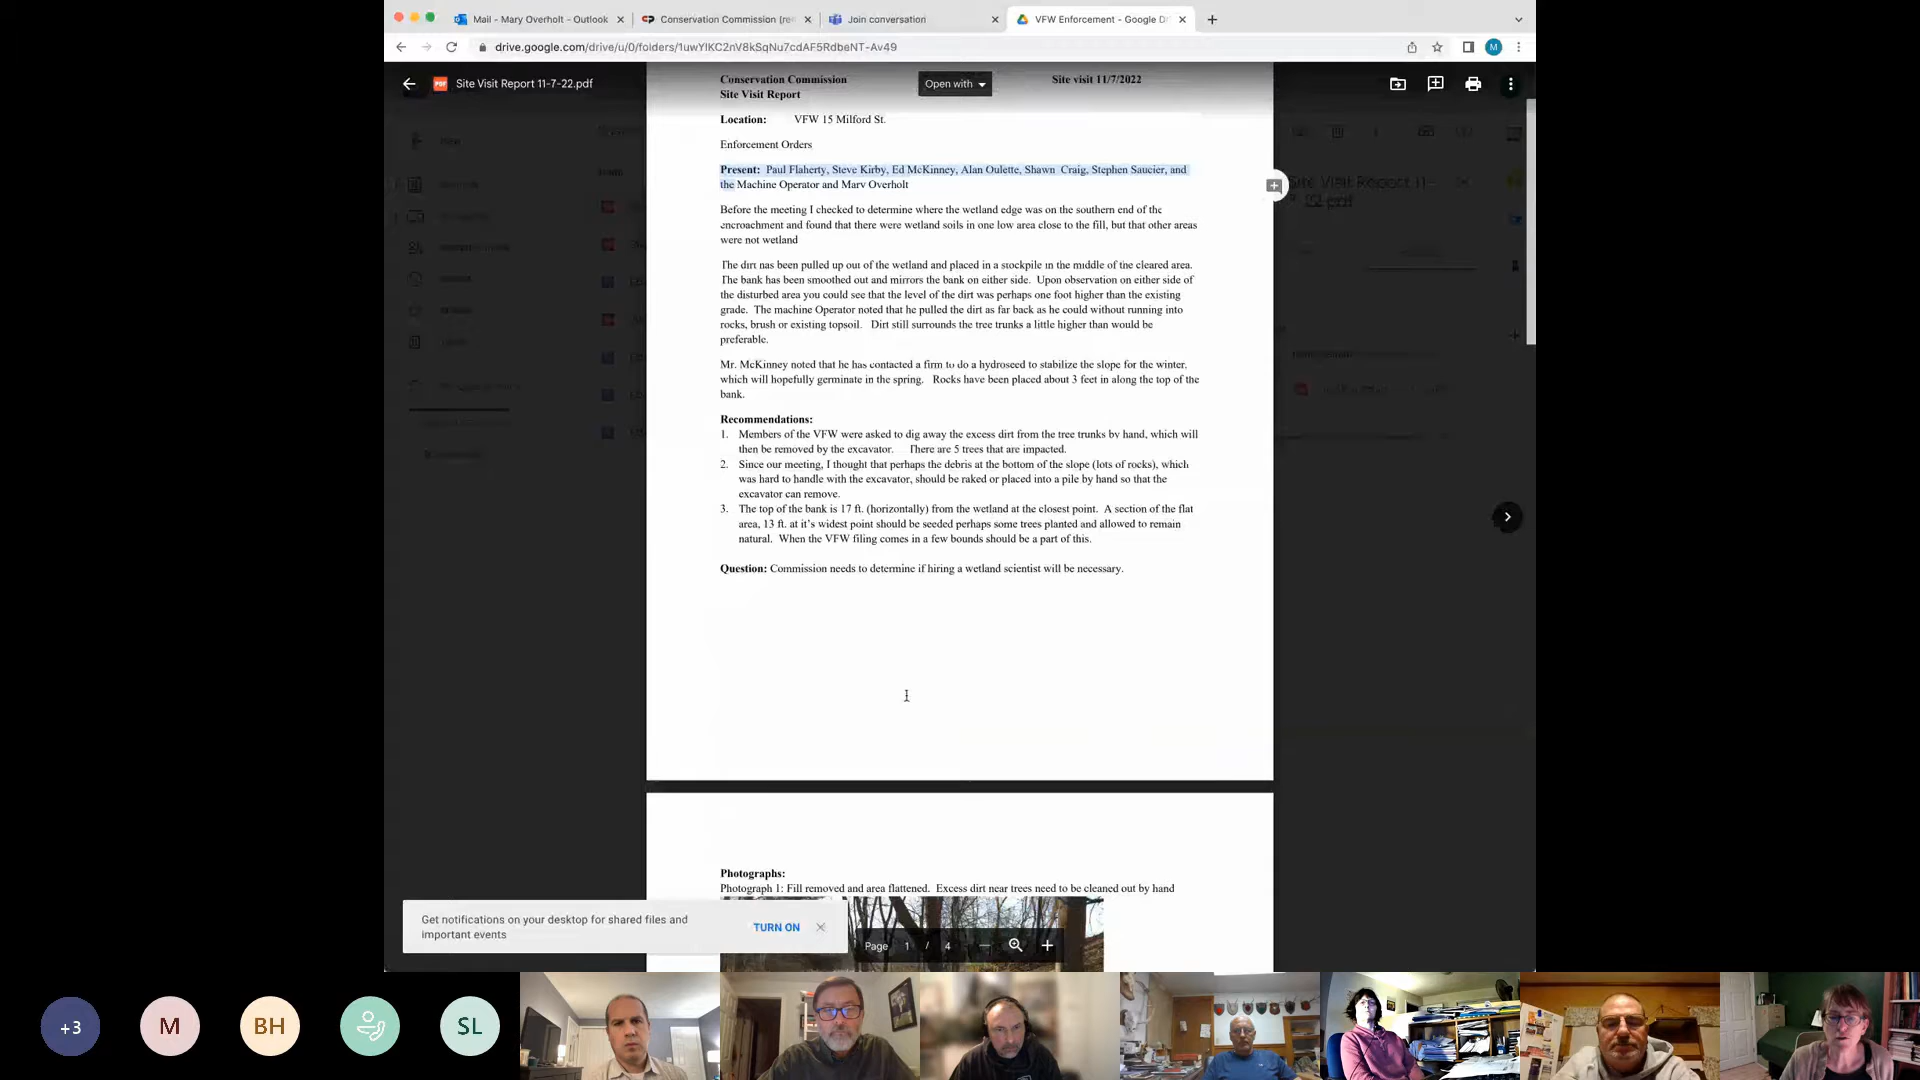 Mail - Mary Overholt - Outlook
Conservation Commission (re
Join conversation
VFW Enforcement - Google Dr
drive.google.com/drive/u/0/folders/1uwYIKC2nV8kSqNu7cdAF5RdbeNT-Av49
M
Site Visit Report 11-7-22.pdf
Open with
Conservation Commission Site visit 11/7/2022
Site Visit Report
Location: VFW 15 Milford St.
Enforcement Orders
Present: Paul Flaherty, Steve Kirby, Ed McKinney, Alan Oulette, Shawn Craig, Stephen Saucier, and
the Machine Operator and Mary Overholt
Before the meeting I checked to determine where the wetland edge was on the southern end of the
encroachment and found that there were wetland soils in one low area close to the fill, but that other areas
were not wetland
The dirt has been pulled up out of the wetland and placed in a stockpile in the middle of the cleared area.
The bank has been smoothed out and mirrors the bank on either side. Upon observation on either side of
the disturbed area you could see that the level of the dirt was perhaps one foot higher than the existing
grade. The machine Operator noted that he pulled the dirt as far back as he could without running into
rocks, brush or existing topsoil. Dirt still surrounds the tree trunks a little higher than would be
preferable.
Mr. McKinney noted that he has contacted a firm to do a hydroseed to stabilize the slope for the winter,
which will hopefully germinate in the spring. Rocks have been placed about 3 feet in along the top of the
bank.
Recommendations:
1. Members of the VFW were asked to dig away the excess dirt from the tree trunks by hand, which will
then be removed by the excavator. There are 5 trees that are impacted.
2. Since our meeting, I thought that perhaps the debris at the bottom of the slope (lots of rocks), which
was hard to handle with the excavator, should be raked or placed into a pile by hand so that the
excavator can remove.
3. The top of the bank is 17 ft. (horizontally) from the wetland at the closest point. A section of the flat
area, 13 ft. at it's widest point should be seeded perhaps some trees planted and allowed to remain
natural. When the VFW filing comes in a few bounds should be a part of this.
Question: Commission needs to determine if hiring a wetland scientist will be necessary.
Photographs:
Photograph 1: Fill removed and area flattened. Excess dirt near trees need to be cleaned out by hand
Get notifications on your desktop for shared files and
important events
TURN ON
Page 1 / 4
Site Visit Report 11-
22.pdf
+3
M
BH
SL